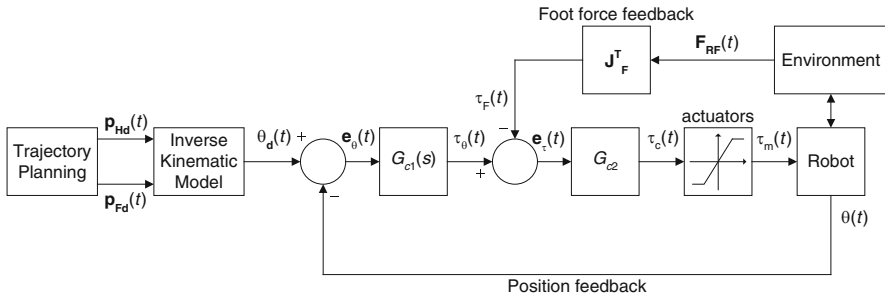 Foot force feedback
J^T_F
F_RF(t)
Environment
τ_F(t)
−
actuators
p_Hd(t)
Trajectory
Planning
p_Fd(t)
Inverse
Kinematic
Model
θ_d(t)
+
−
e_θ(t)
G_c1(s)
τ_θ(t)
+
e_τ(t)
G_c2
τ_c(t)
τ_m(t)
Robot
θ(t)
Position feedback